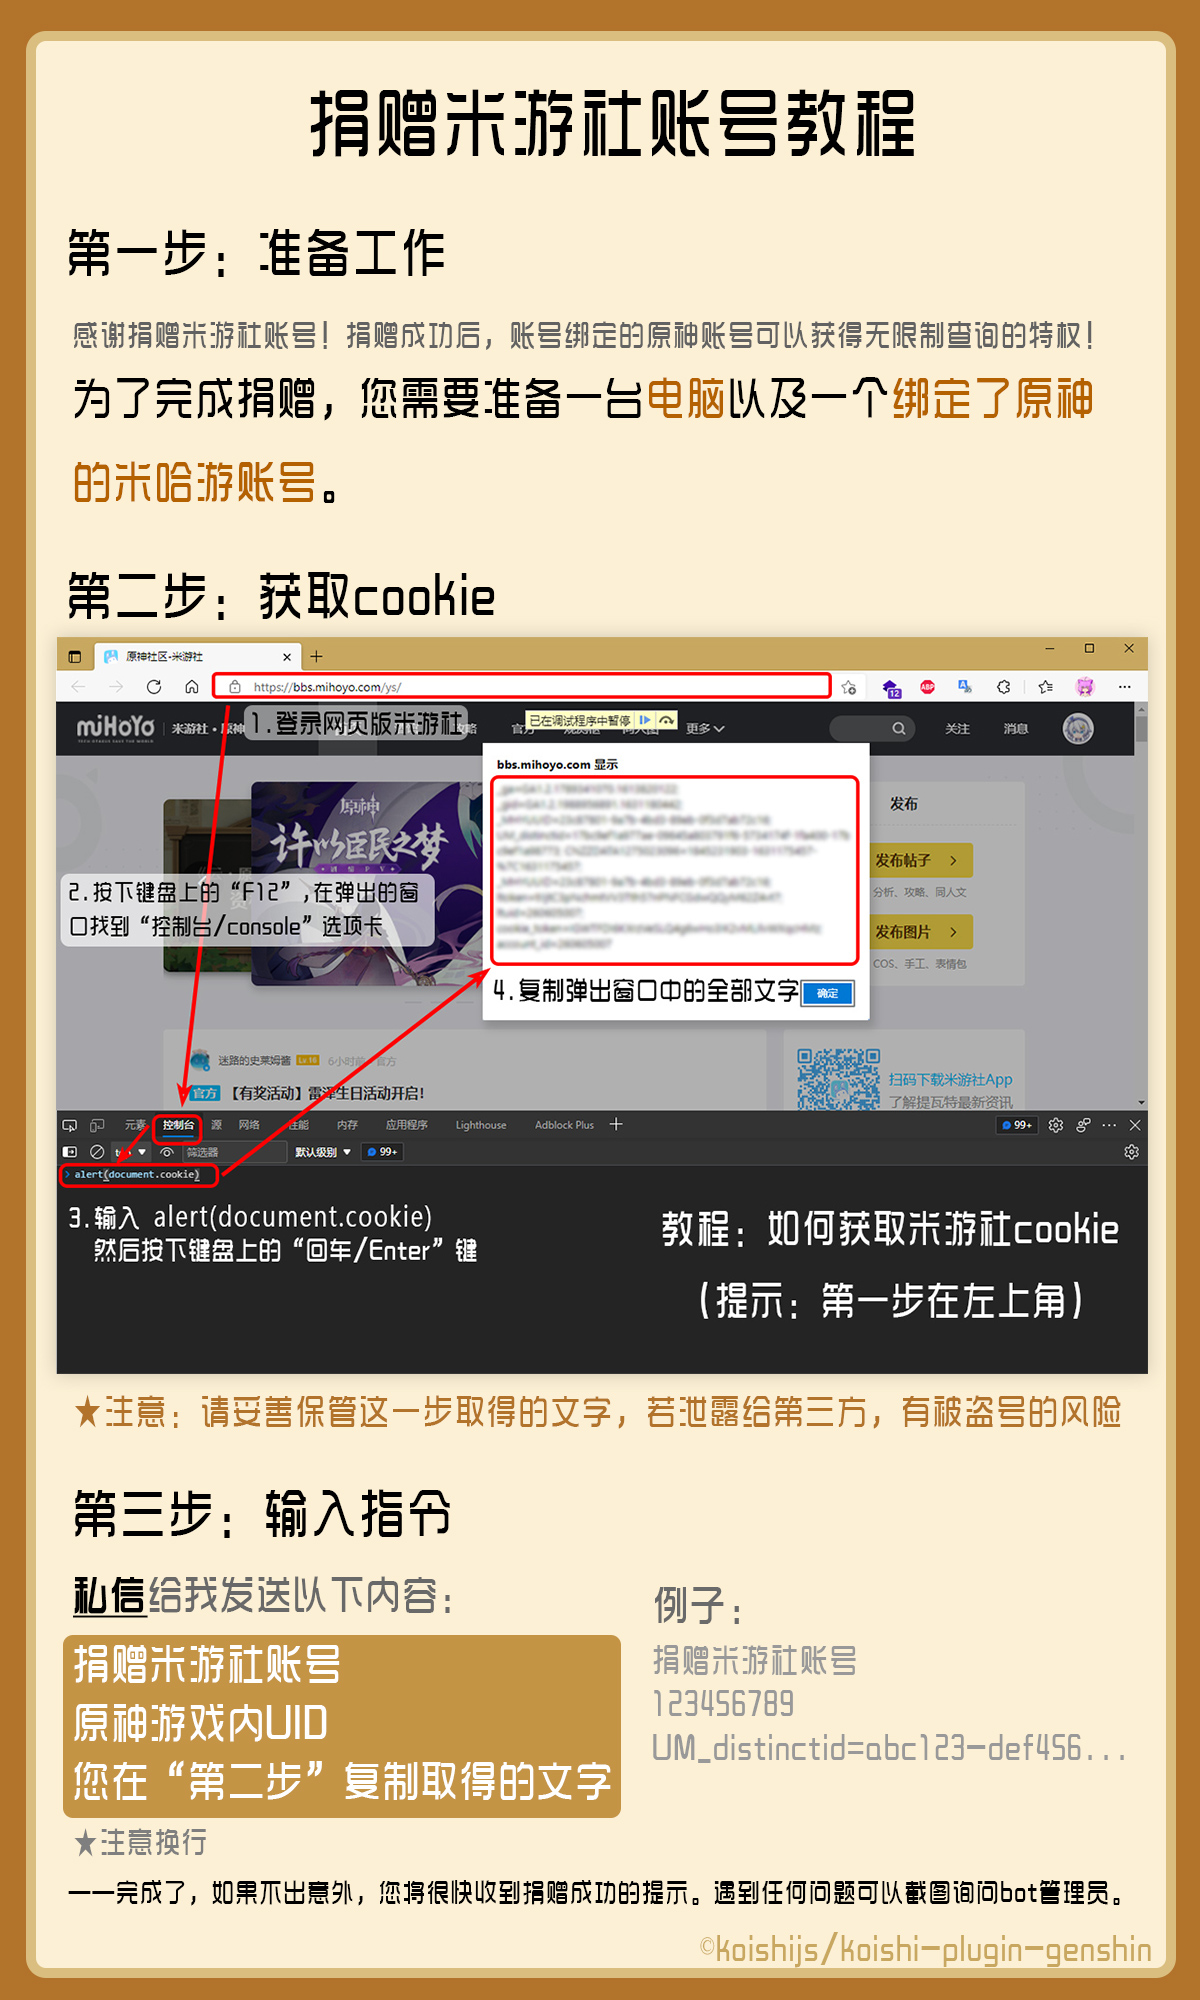 捐赠米游社账号教程
第一步：准备工作
感谢捐赠米游社账号！捐赠成功后，账号绑定的原神账号可以获得无限制查询的特权！
为了完成捐赠，您需要准备一台电脑以及一个绑定了原神
的米哈游账号。
第二步：获取cookie
原神社区-米游社
https://bbs.mihoyo.com/ys/
12
ABP
miHoYo
米游社·原神
1.登录网页版米游社
已在调试程序中暂停
更多
关注
消息
bbs.mihoyo.com 显示
原神
许以臣民之梦
2.按下键盘上的“F12”,在弹出的窗
口找到“控制台/console”选项卡
4.复制弹出窗口中的全部文字
确定
发布
发布帖子
分析、攻略、同人文
发布图片
COS、手工、表情包
迷路的史莱姆酱 Lv.10 6小时前·官方
官方 【有奖活动】雷泽生日活动开启!
扫码下载米游社App
了解提瓦特最新资讯
元素 控制台 源 网络 性能 内存 应用程序 Lighthouse Adblock Plus
99+
top 筛选器 默认级别 99+
alert(document.cookie)
3.输入 alert(document.cookie)
然后按下键盘上的“回车/Enter”键
教程：如何获取米游社cookie
（提示：第一步在左上角）
★注意：请妥善保管这一步取得的文字，若泄露给第三方，有被盗号的风险
第三步：输入指令
私信给我发送以下内容：
捐赠米游社账号
原神游戏内UID
您在“第二步”复制取得的文字
★注意换行
例子：
捐赠米游社账号
123456789
UM_distinctid=abc123-def456...
——完成了，如果不出意外，您将很快收到捐赠成功的提示。遇到任何问题可以截图询问bot管理员。
©koishijs/koishi-plugin-genshin